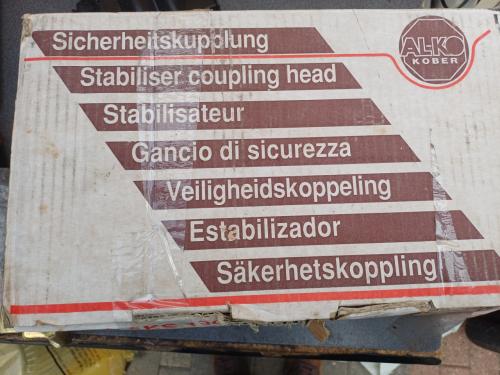 Sicherheitskupplung
AL-KO
KOBER
Stabiliser coupling head
Stabilisateur
Gancio di sicurezza
Veiligheidskoppeling
Estabilizador
Säkerhetskoppling